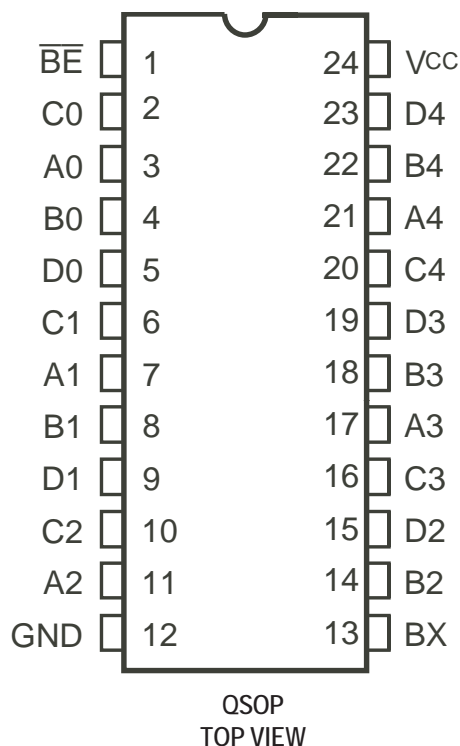 B̅E̅ 1 24 VCC
C0 2 23 D4
A0 3 22 B4
B0 4 21 A4
D0 5 20 C4
C1 6 19 D3
A1 7 18 B3
B1 8 17 A3
D1 9 16 C3
C2 10 15 D2
A2 11 14 B2
GND 12 13 BX
QSOP
TOP VIEW